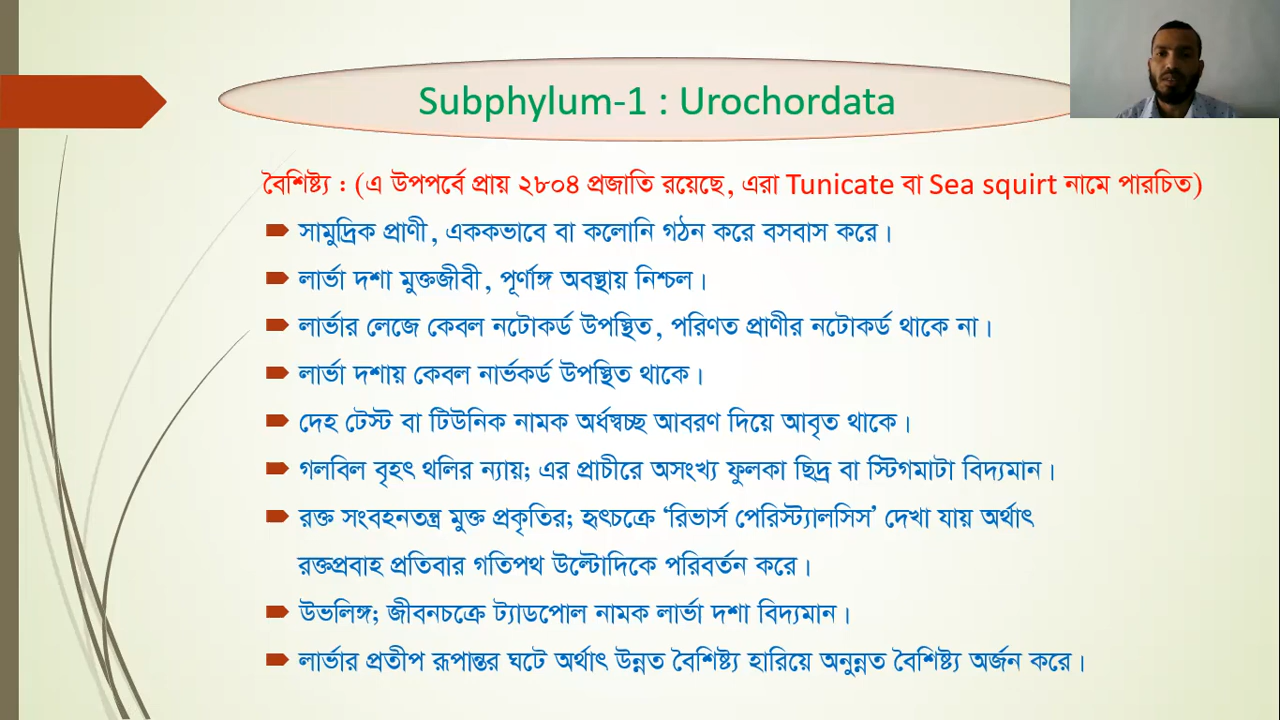 Subphylum-1 : Urochordata
বৈশিষ্ট্য : (এ উপপর্বে প্রায় ২৮০৪ প্রজাতি রয়েছে, এরা Tunicate বা Sea squirt নামে পারচিত)
সামুদ্রিক প্রাণী, এককভাবে বা কলোনি গঠন করে বসবাস করে।
লার্ভা দশা মুক্তজীবী, পূর্ণাঙ্গ অবস্থায় নিশ্চল।
লার্ভার লেজে কেবল নটোকর্ড উপস্থিত, পরিণত প্রাণীর নটোকর্ড থাকে না।
লার্ভা দশায় কেবল নার্ভকর্ড উপস্থিত থাকে।
দেহ টেস্ট বা টিউনিক নামক অর্ধস্বচ্ছ আবরণ দিয়ে আবৃত থাকে।
গলবিল বৃহৎ থলির ন্যায়; এর প্রাচীরে অসংখ্য ফুলকা ছিদ্র বা স্টিগমাটা বিদ্যমান।
রক্ত সংবহনতন্ত্র মুক্ত প্রকৃতির; হৃৎচক্রে ‘রিভার্স পেরিস্ট্যালসিস’ দেখা যায় অর্থাৎ
রক্তপ্রবাহ প্রতিবার গতিপথ উল্টোদিকে পরিবর্তন করে।
উভলিঙ্গ; জীবনচক্রে ট্যাডপোল নামক লার্ভা দশা বিদ্যমান।
লার্ভার প্রতীপ রূপান্তর ঘটে অর্থাৎ উন্নত বৈশিষ্ট্য হারিয়ে অনুন্নত বৈশিষ্ট্য অর্জন করে।